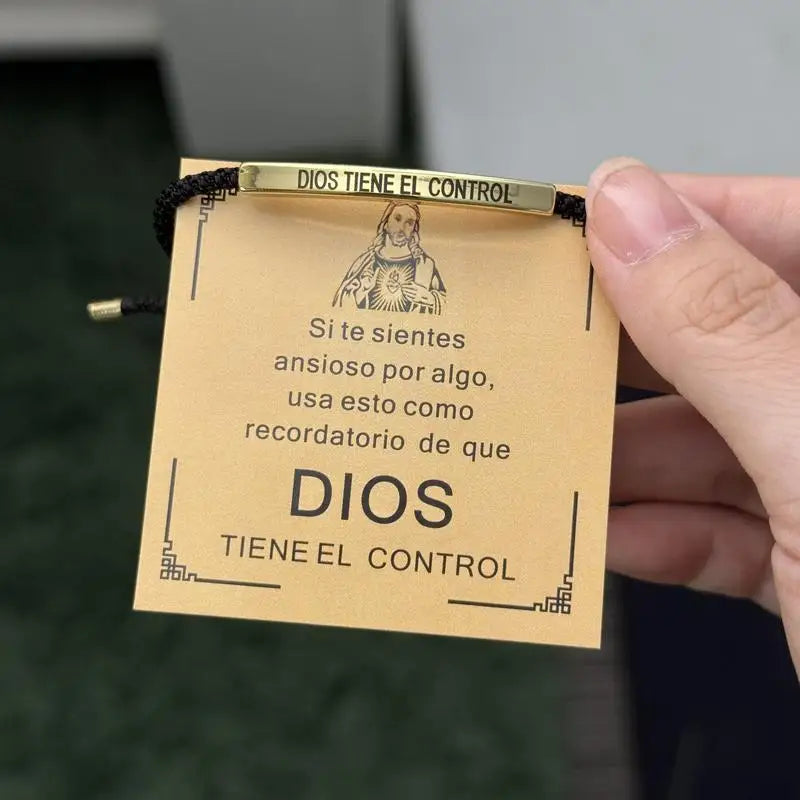 DIOS TIENE EL CONTROL
Si te sientes
ansioso por algo,
usa esto como
recordatorio de que
DIOS
TIENE EL CONTROL